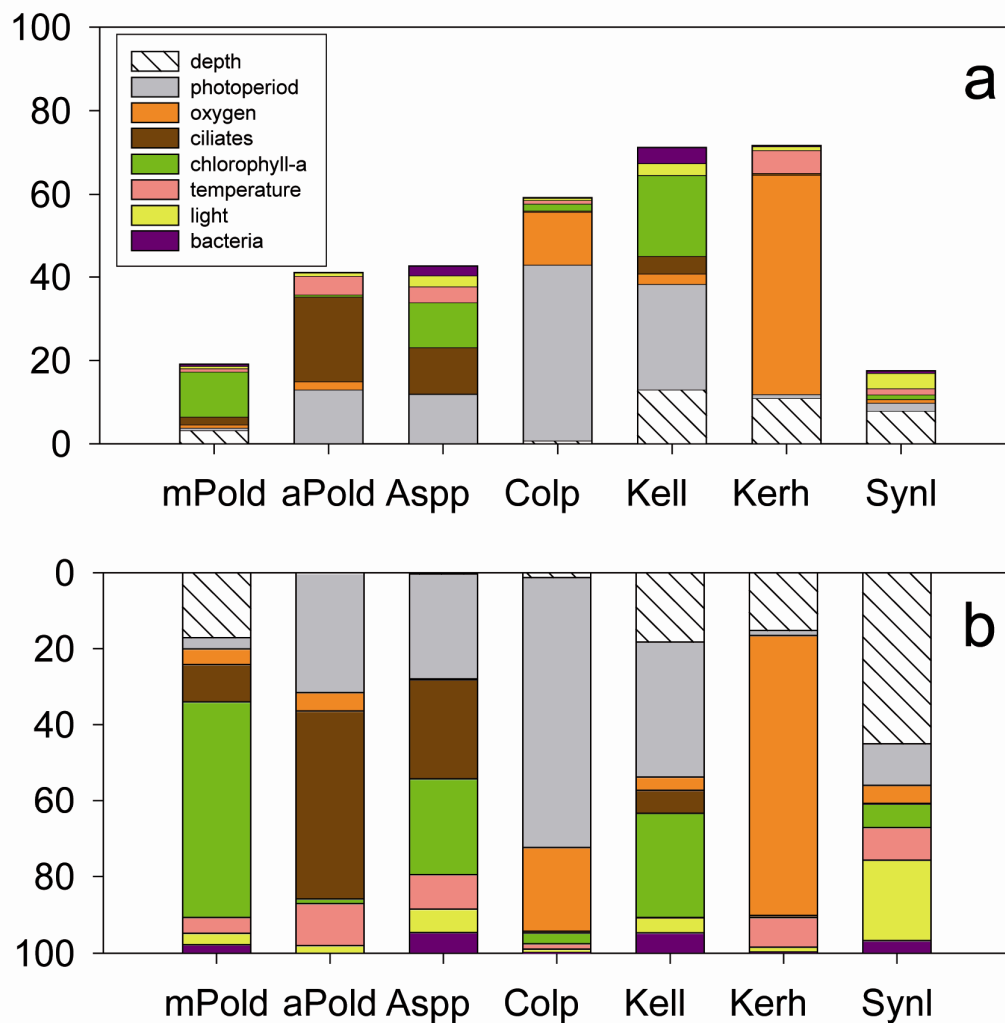 100
a
depth
photoperiod
oxygen
ciliates
chlorophyll-a
temperature
light
bacteria
80
60
40
20
0
mPold aPold Aspp Colp Kell Kerh Synl
0
b
20
40
60
80
100
mPold aPold Aspp Colp Kell Kerh Synl